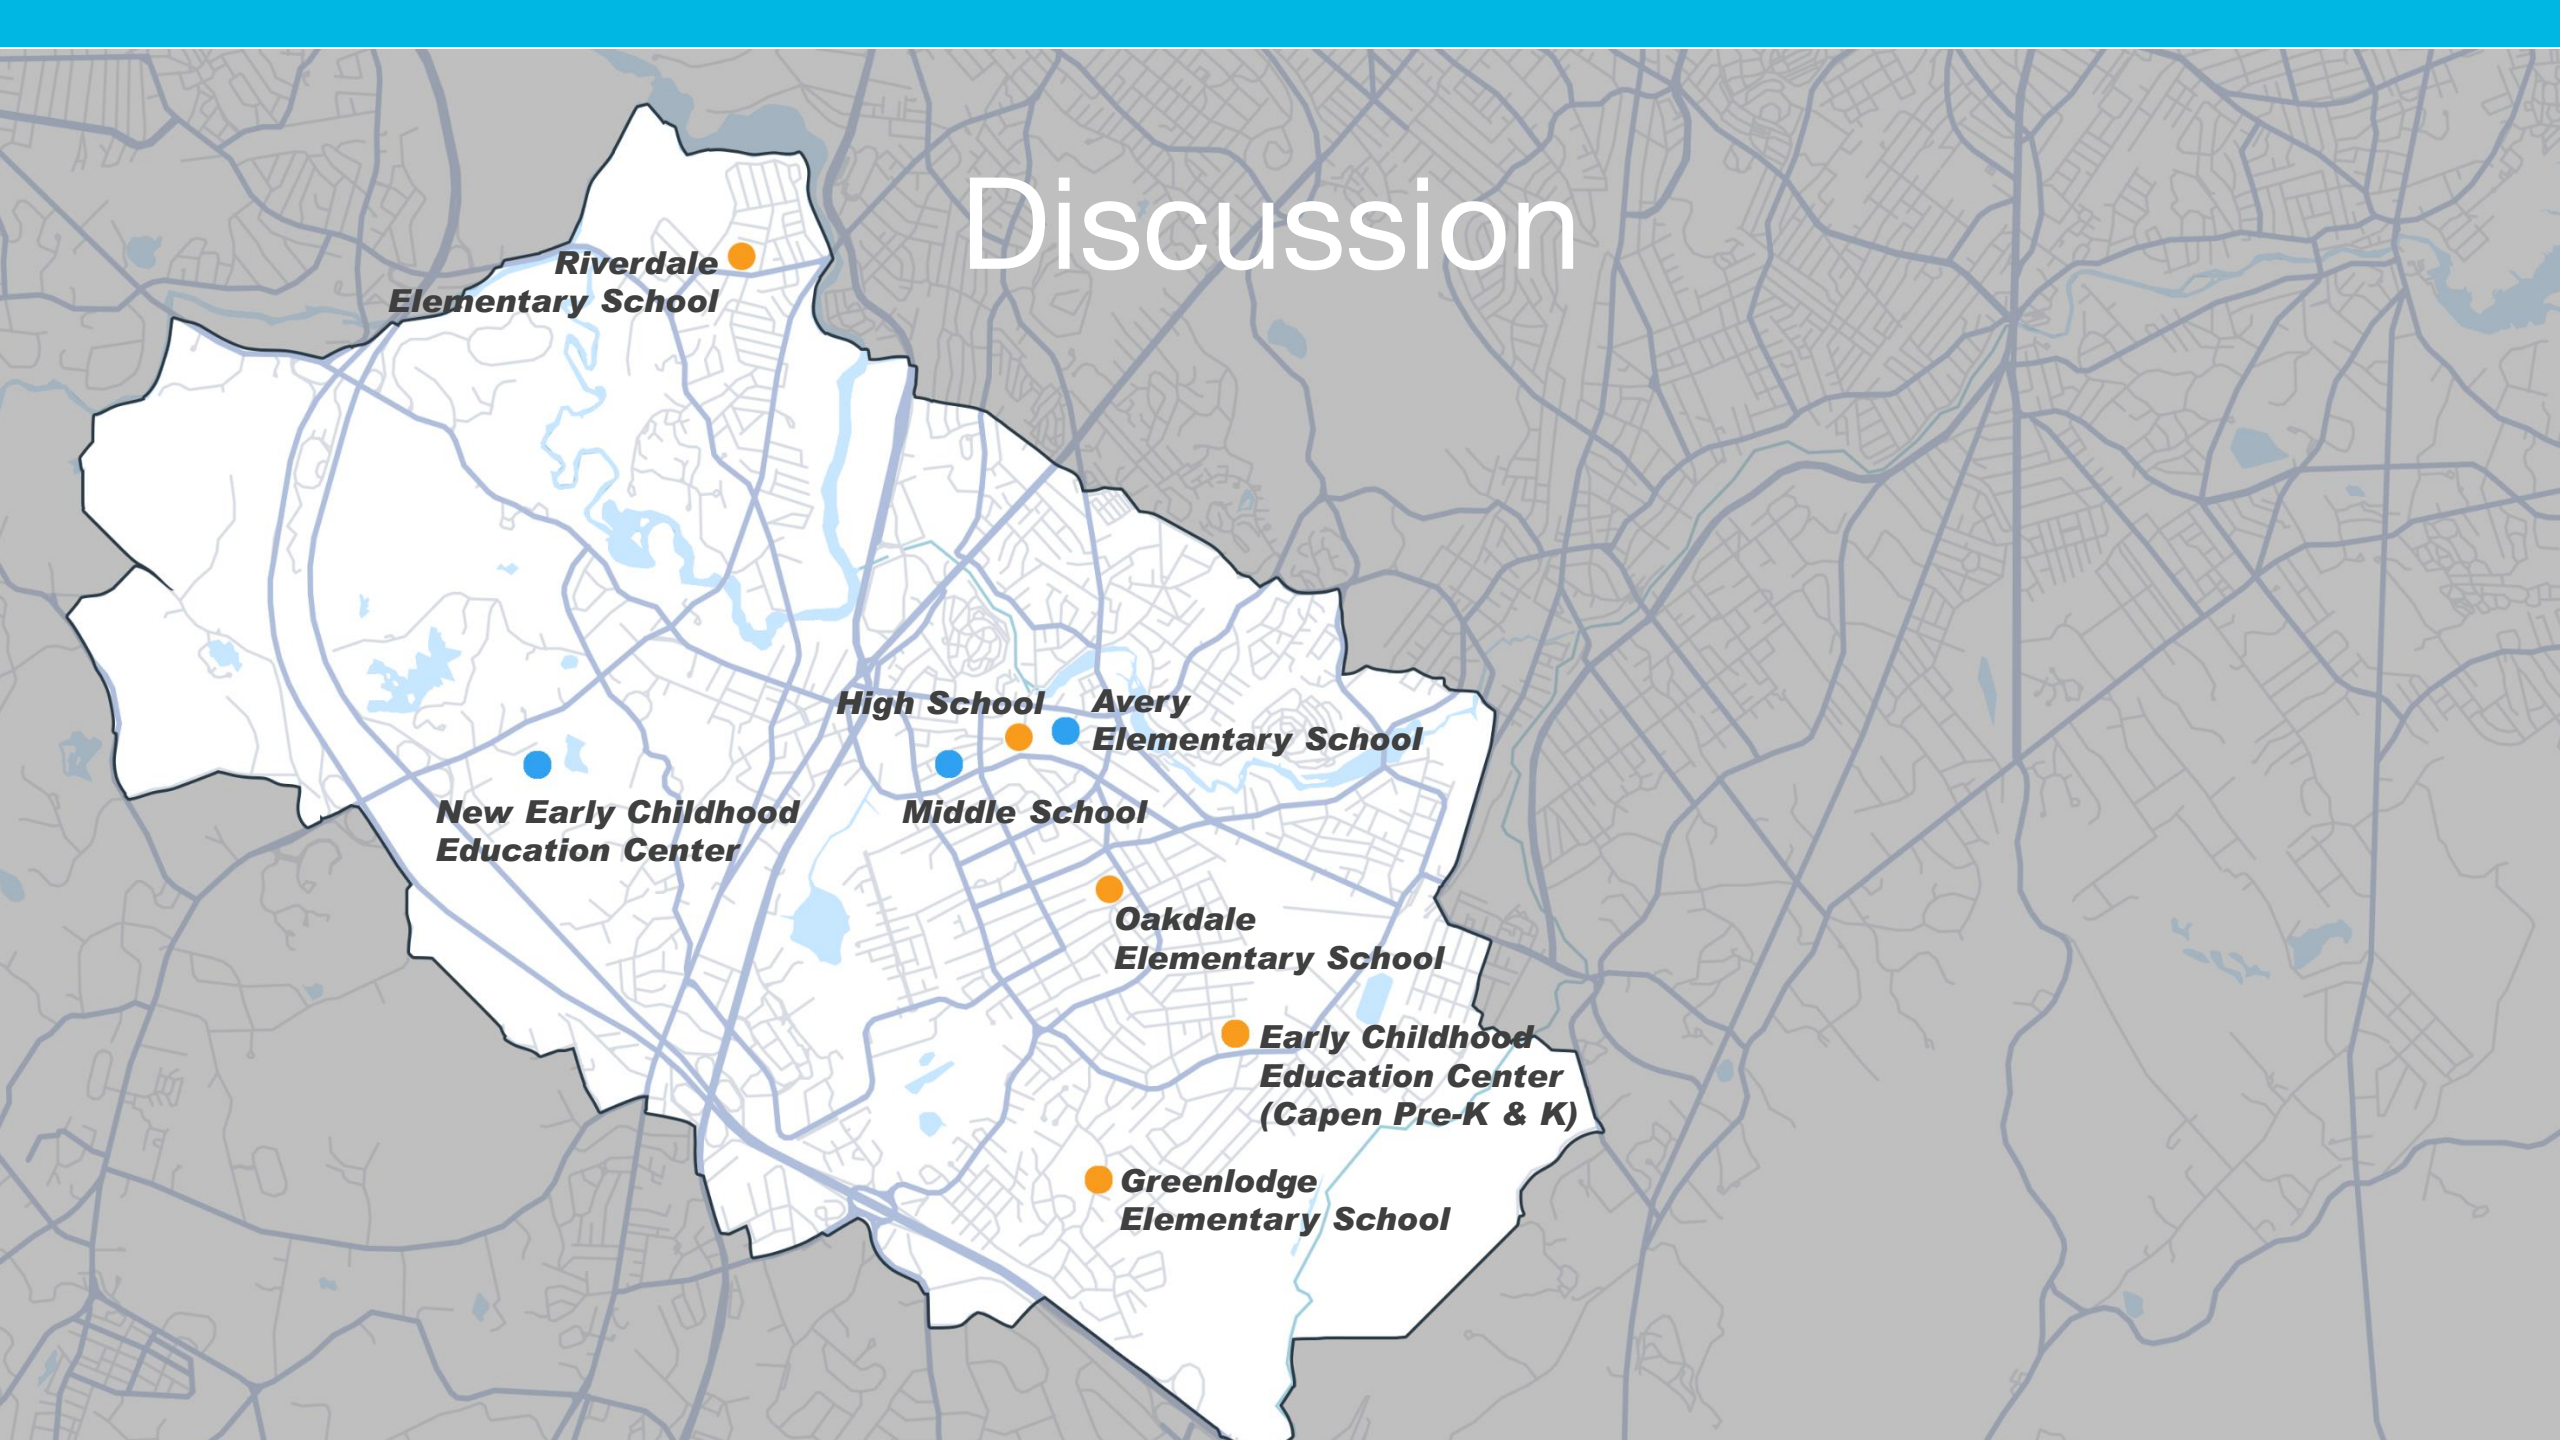 Discussion
Riverdale
Elementary School
High School
Avery
Elementary School
New Early Childhood
Education Center
Middle School
Oakdale
Elementary School
Early Childhood
Education Center
(Capen Pre-K & K)
Greenlodge
Elementary School